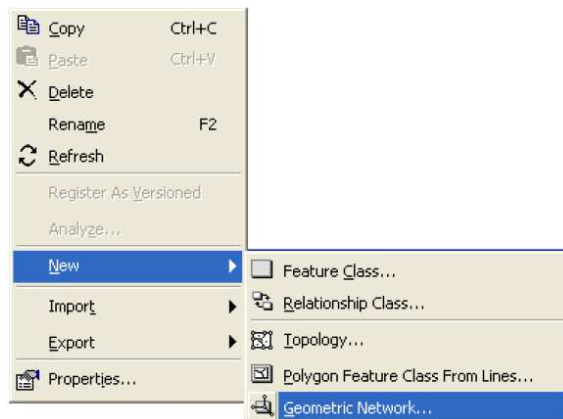 Copy Ctrl+C
Paste Ctrl+V
Delete
Rename F2
Refresh
Register As Versioned
Analyze...
New
Import
Export
Properties...
Feature Class...
Relationship Class...
Topology...
Polygon Feature Class From Lines...
Geometric Network...